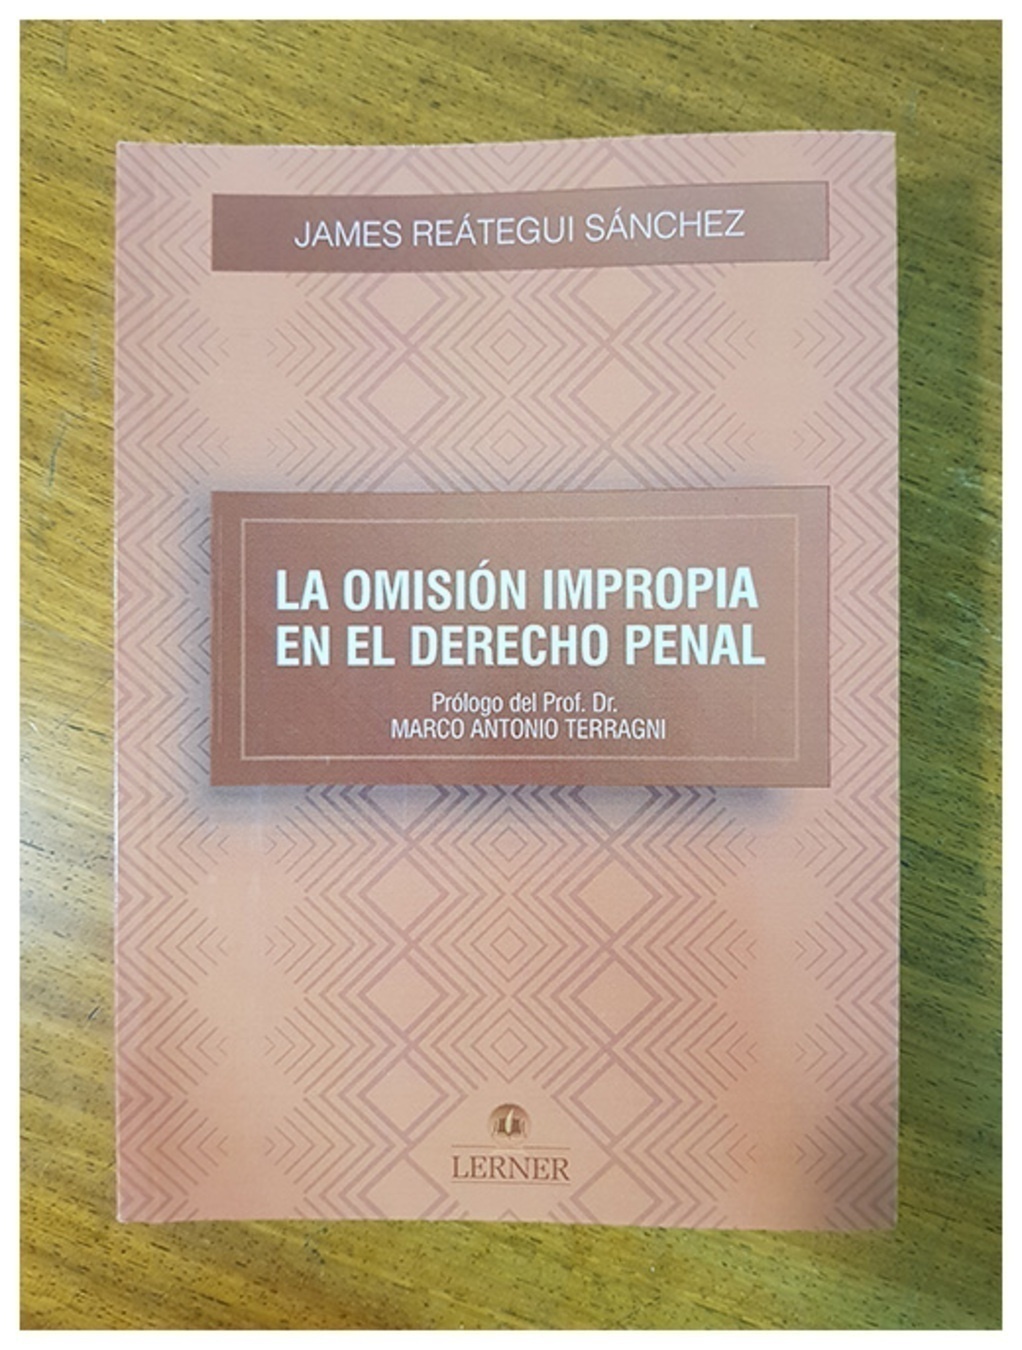 JAMES REÁTEGUI SÁNCHEZ
LA OMISIÓN IMPROPIA
EN EL DERECHO PENAL
Prólogo del Prof. Dr.
MARCO ANTONIO TERRAGNI
LERNER